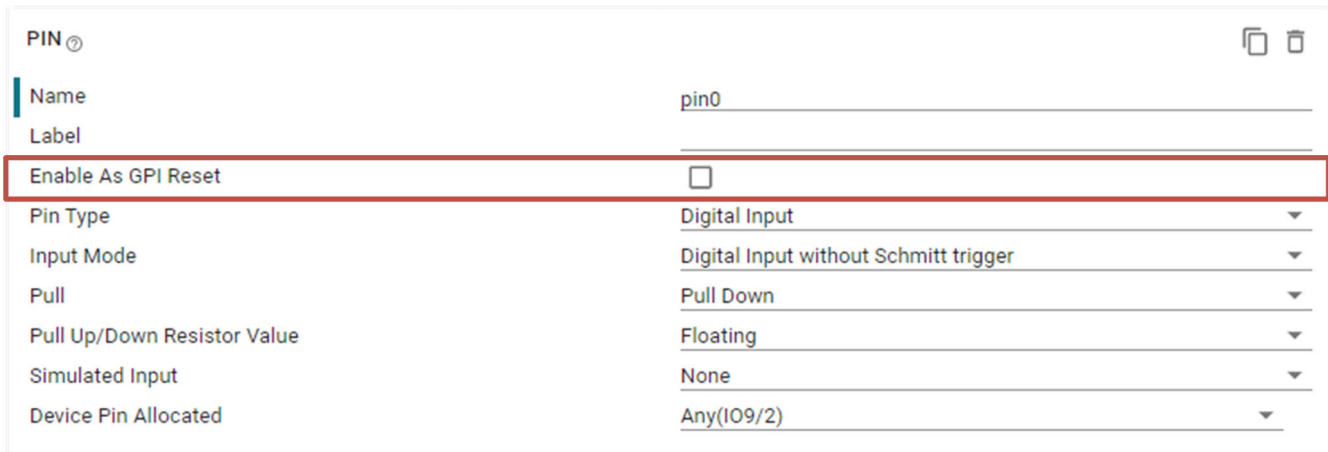 PIN ?
Name pin0
Label
Enable As GPI Reset
Pin Type Digital Input
Input Mode Digital Input without Schmitt trigger
Pull Pull Down
Pull Up/Down Resistor Value Floating
Simulated Input None
Device Pin Allocated Any(IO9/2)